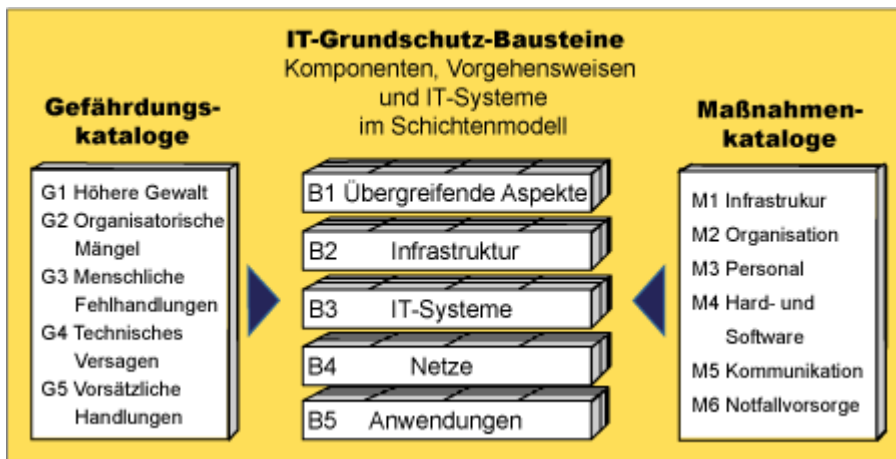 IT-Grundschutz-Bausteine
Komponenten, Vorgehensweisen
und IT-Systeme
im Schichtenmodell
Gefährdungs-
kataloge
G1 Höhere Gewalt
G2 Organisatorische
Mängel
G3 Menschliche
Fehlhandlungen
G4 Technisches
Versagen
G5 Vorsätzliche
Handlungen
B1 Übergreifende Aspekte
B2 Infrastruktur
B3 IT-Systeme
B4 Netze
B5 Anwendungen
Maßnahmen-
kataloge
M1 Infrastrukur
M2 Organisation
M3 Personal
M4 Hard- und
Software
M5 Kommunikation
M6 Notfallvorsorge